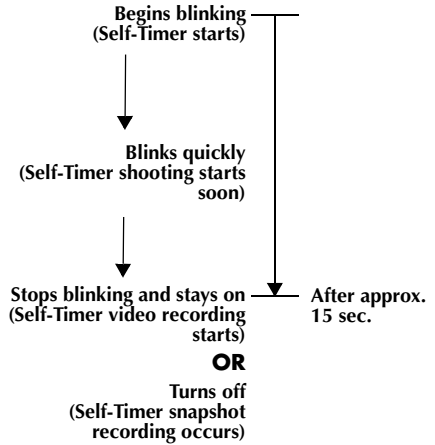 Begins blinking
(Self-Timer starts)
Blinks quickly
(Self-Timer shooting starts
soon)
Stops blinking and stays on
(Self-Timer video recording
starts)
After approx.
15 sec.
OR
Turns off
(Self-Timer snapshot
recording occurs)